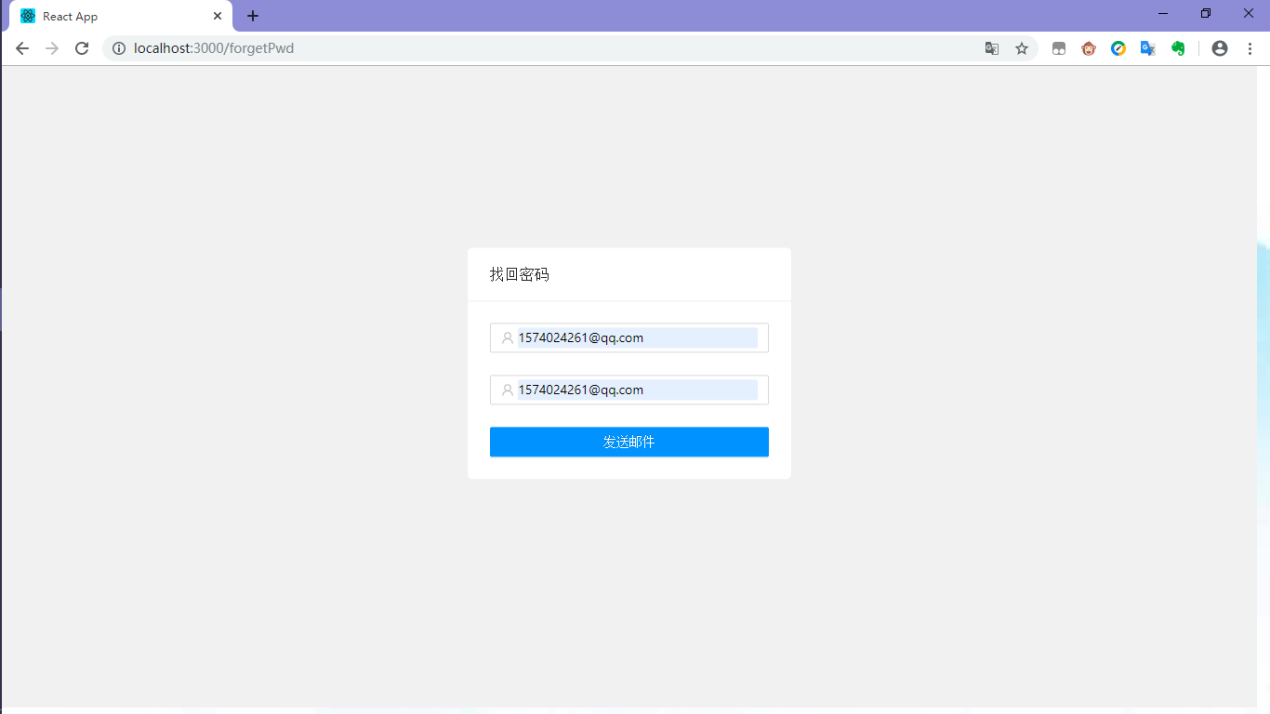 React App
localhost:3000/forgetPwd
找回密码
1574024261@qq.com
1574024261@qq.com
发送邮件